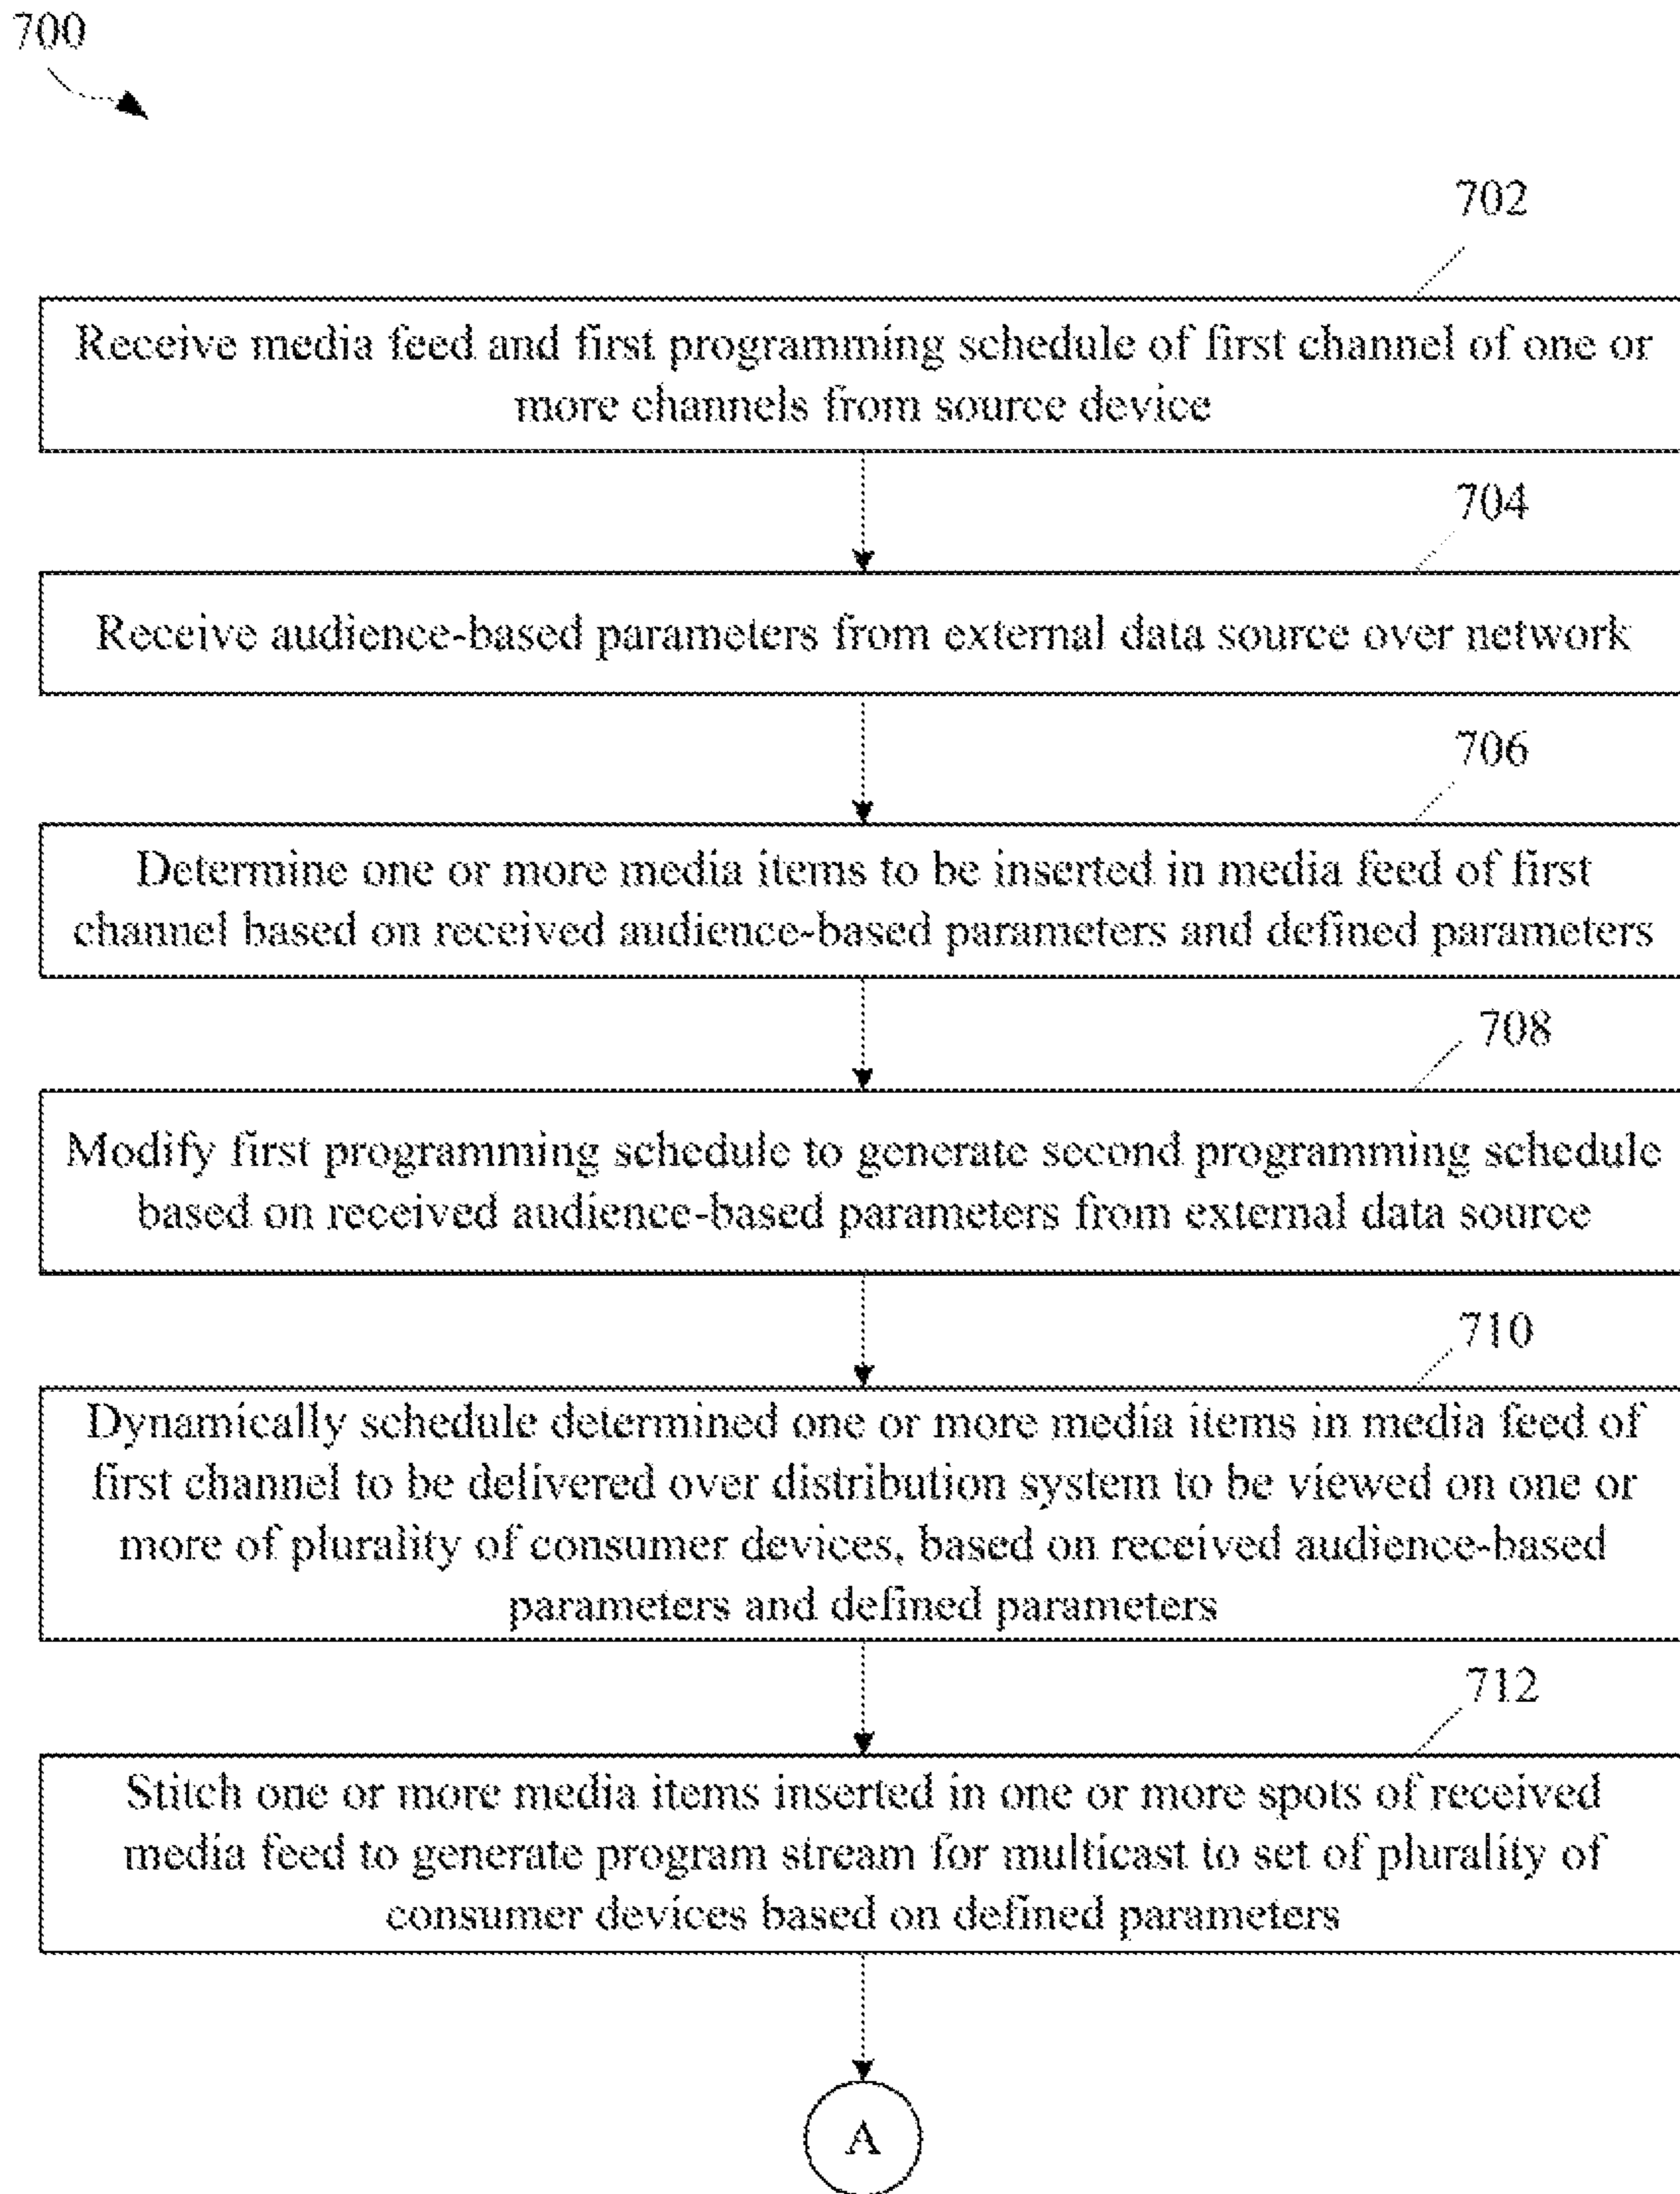 700
702
Receive media feed and first programming schedule of first channel of one or
more channels from source device
704
Receive audience-based parameters from external data source over network
706
Determine one or more media items to be inserted in media feed of first
channel based on received audience-based parameters and defined parameters
708
Modify first programming schedule to generate second programming schedule
based on received audience-based parameters from external data source
710
Dynamically schedule determined one or more media items in media feed of
first channel to be delivered over distribution system to be viewed on one or
more of plurality of consumer devices, based on received audience-based
parameters and defined parameters
712
Stitch one or more media items inserted in one or more spots of received
media feed to generate program stream for multicast to set of plurality of
consumer devices based on defined parameters
A